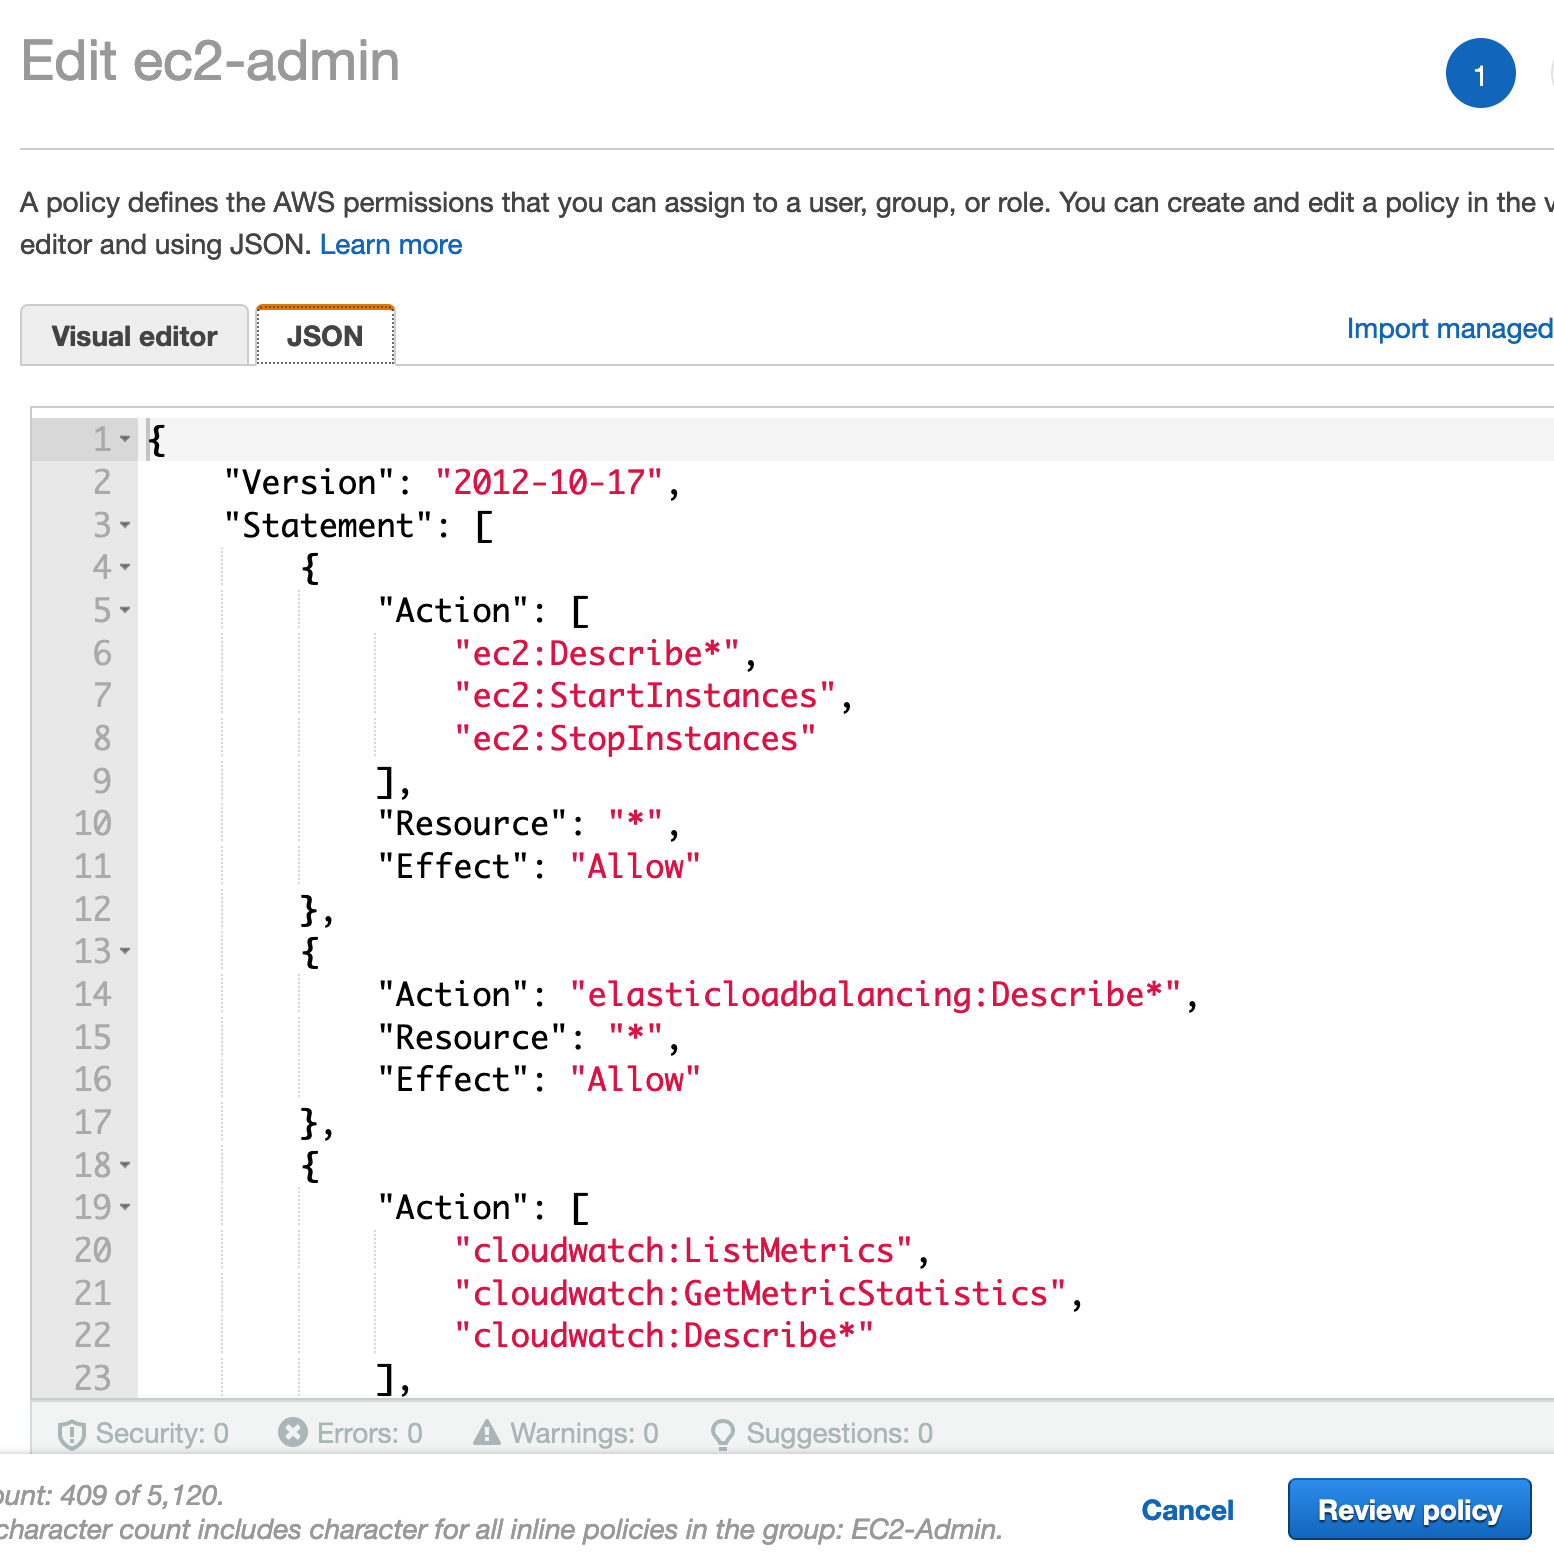 Edit ec2-admin
1
A policy defines the AWS permissions that you can assign to a user, group, or role. You can create and edit a policy in the
editor and using JSON. Learn more
Visual editor
JSON
Import managed
1 {
2 "Version": "2012-10-17",
3 "Statement": [
4 {
5 "Action": [
6 "ec2:Describe*",
7 "ec2:StartInstances",
8 "ec2:StopInstances"
9 ],
10 "Resource": "*",
11 "Effect": "Allow"
12 },
13 {
14 "Action": "elasticloadbalancing:Describe*",
15 "Resource": "*",
16 "Effect": "Allow"
17 },
18 {
19 "Action": [
20 "cloudwatch:ListMetrics",
21 "cloudwatch:GetMetricStatistics",
22 "cloudwatch:Describe*"
23 ],
Security: 0 Errors: 0 Warnings: 0 Suggestions: 0
409 of 5,120.
character count includes character for all inline policies in the group: EC2-Admin.
Cancel
Review policy